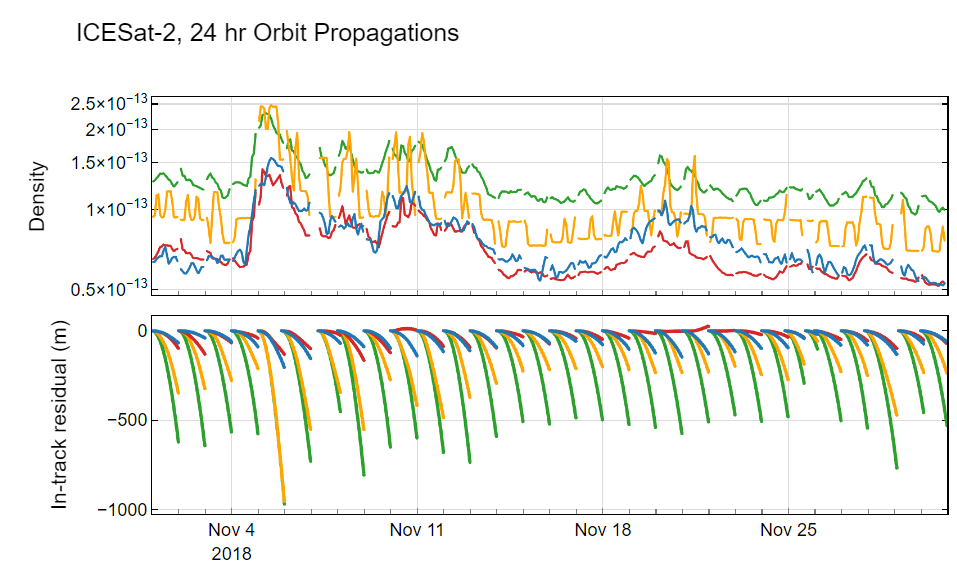 ICESat-2, 24 hr Orbit Propagations
Density
2.5×10⁻¹³
2×10⁻¹³
1.5×10⁻¹³
1×10⁻¹³
0.5×10⁻¹³
In-track residual (m)
0
−500
−1000
Nov 4
2018
Nov 11
Nov 18
Nov 25